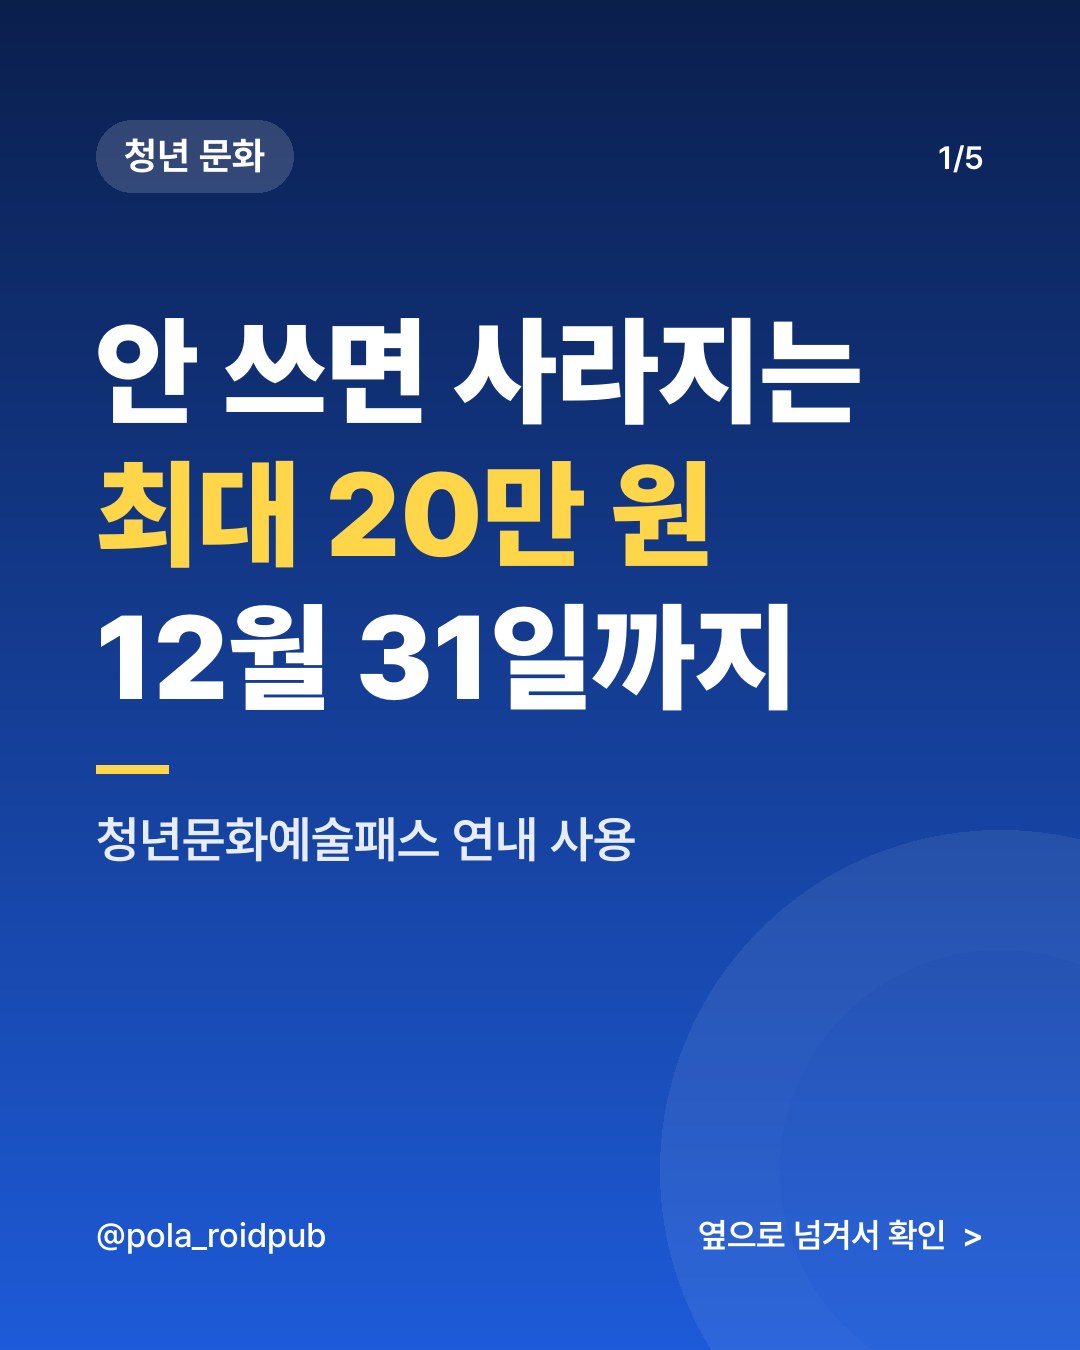 청년 문화
1/5
안 쓰면 사라지는
최대 20만 원
12월 31일까지
청년문화예술패스 연내 사용
@pola_roidpub
옆으로 넘겨서 확인 >